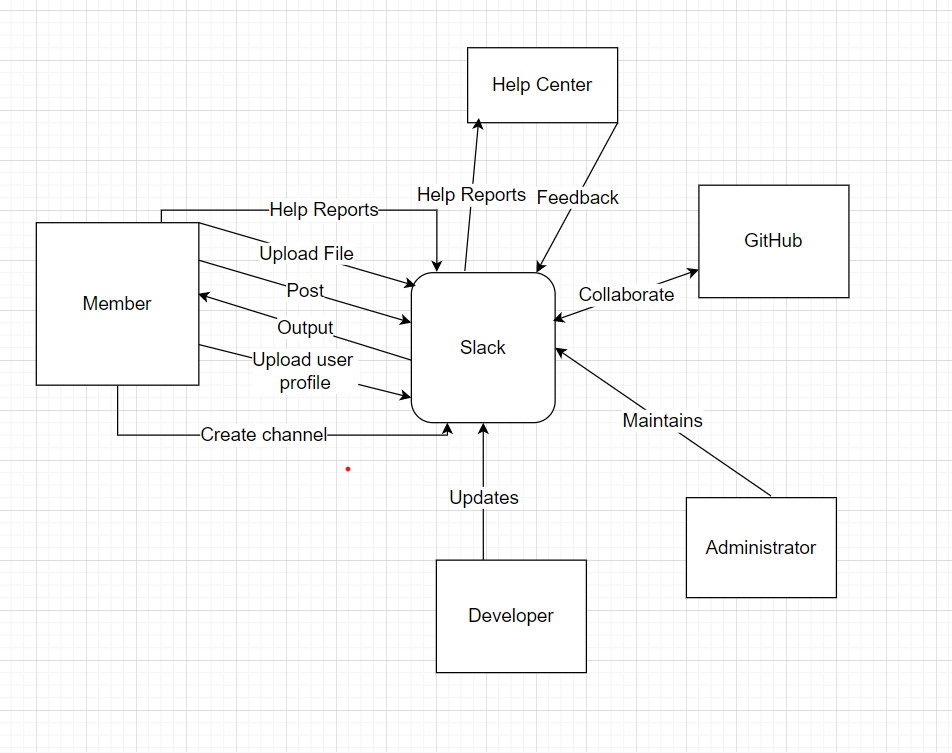 Help Center
Help Reports
Feedback
Help Reports
GitHub
Upload File
Post
Collaborate
Member
Output
Slack
Upload user
profile
Create channel
Maintains
Updates
Administrator
Developer